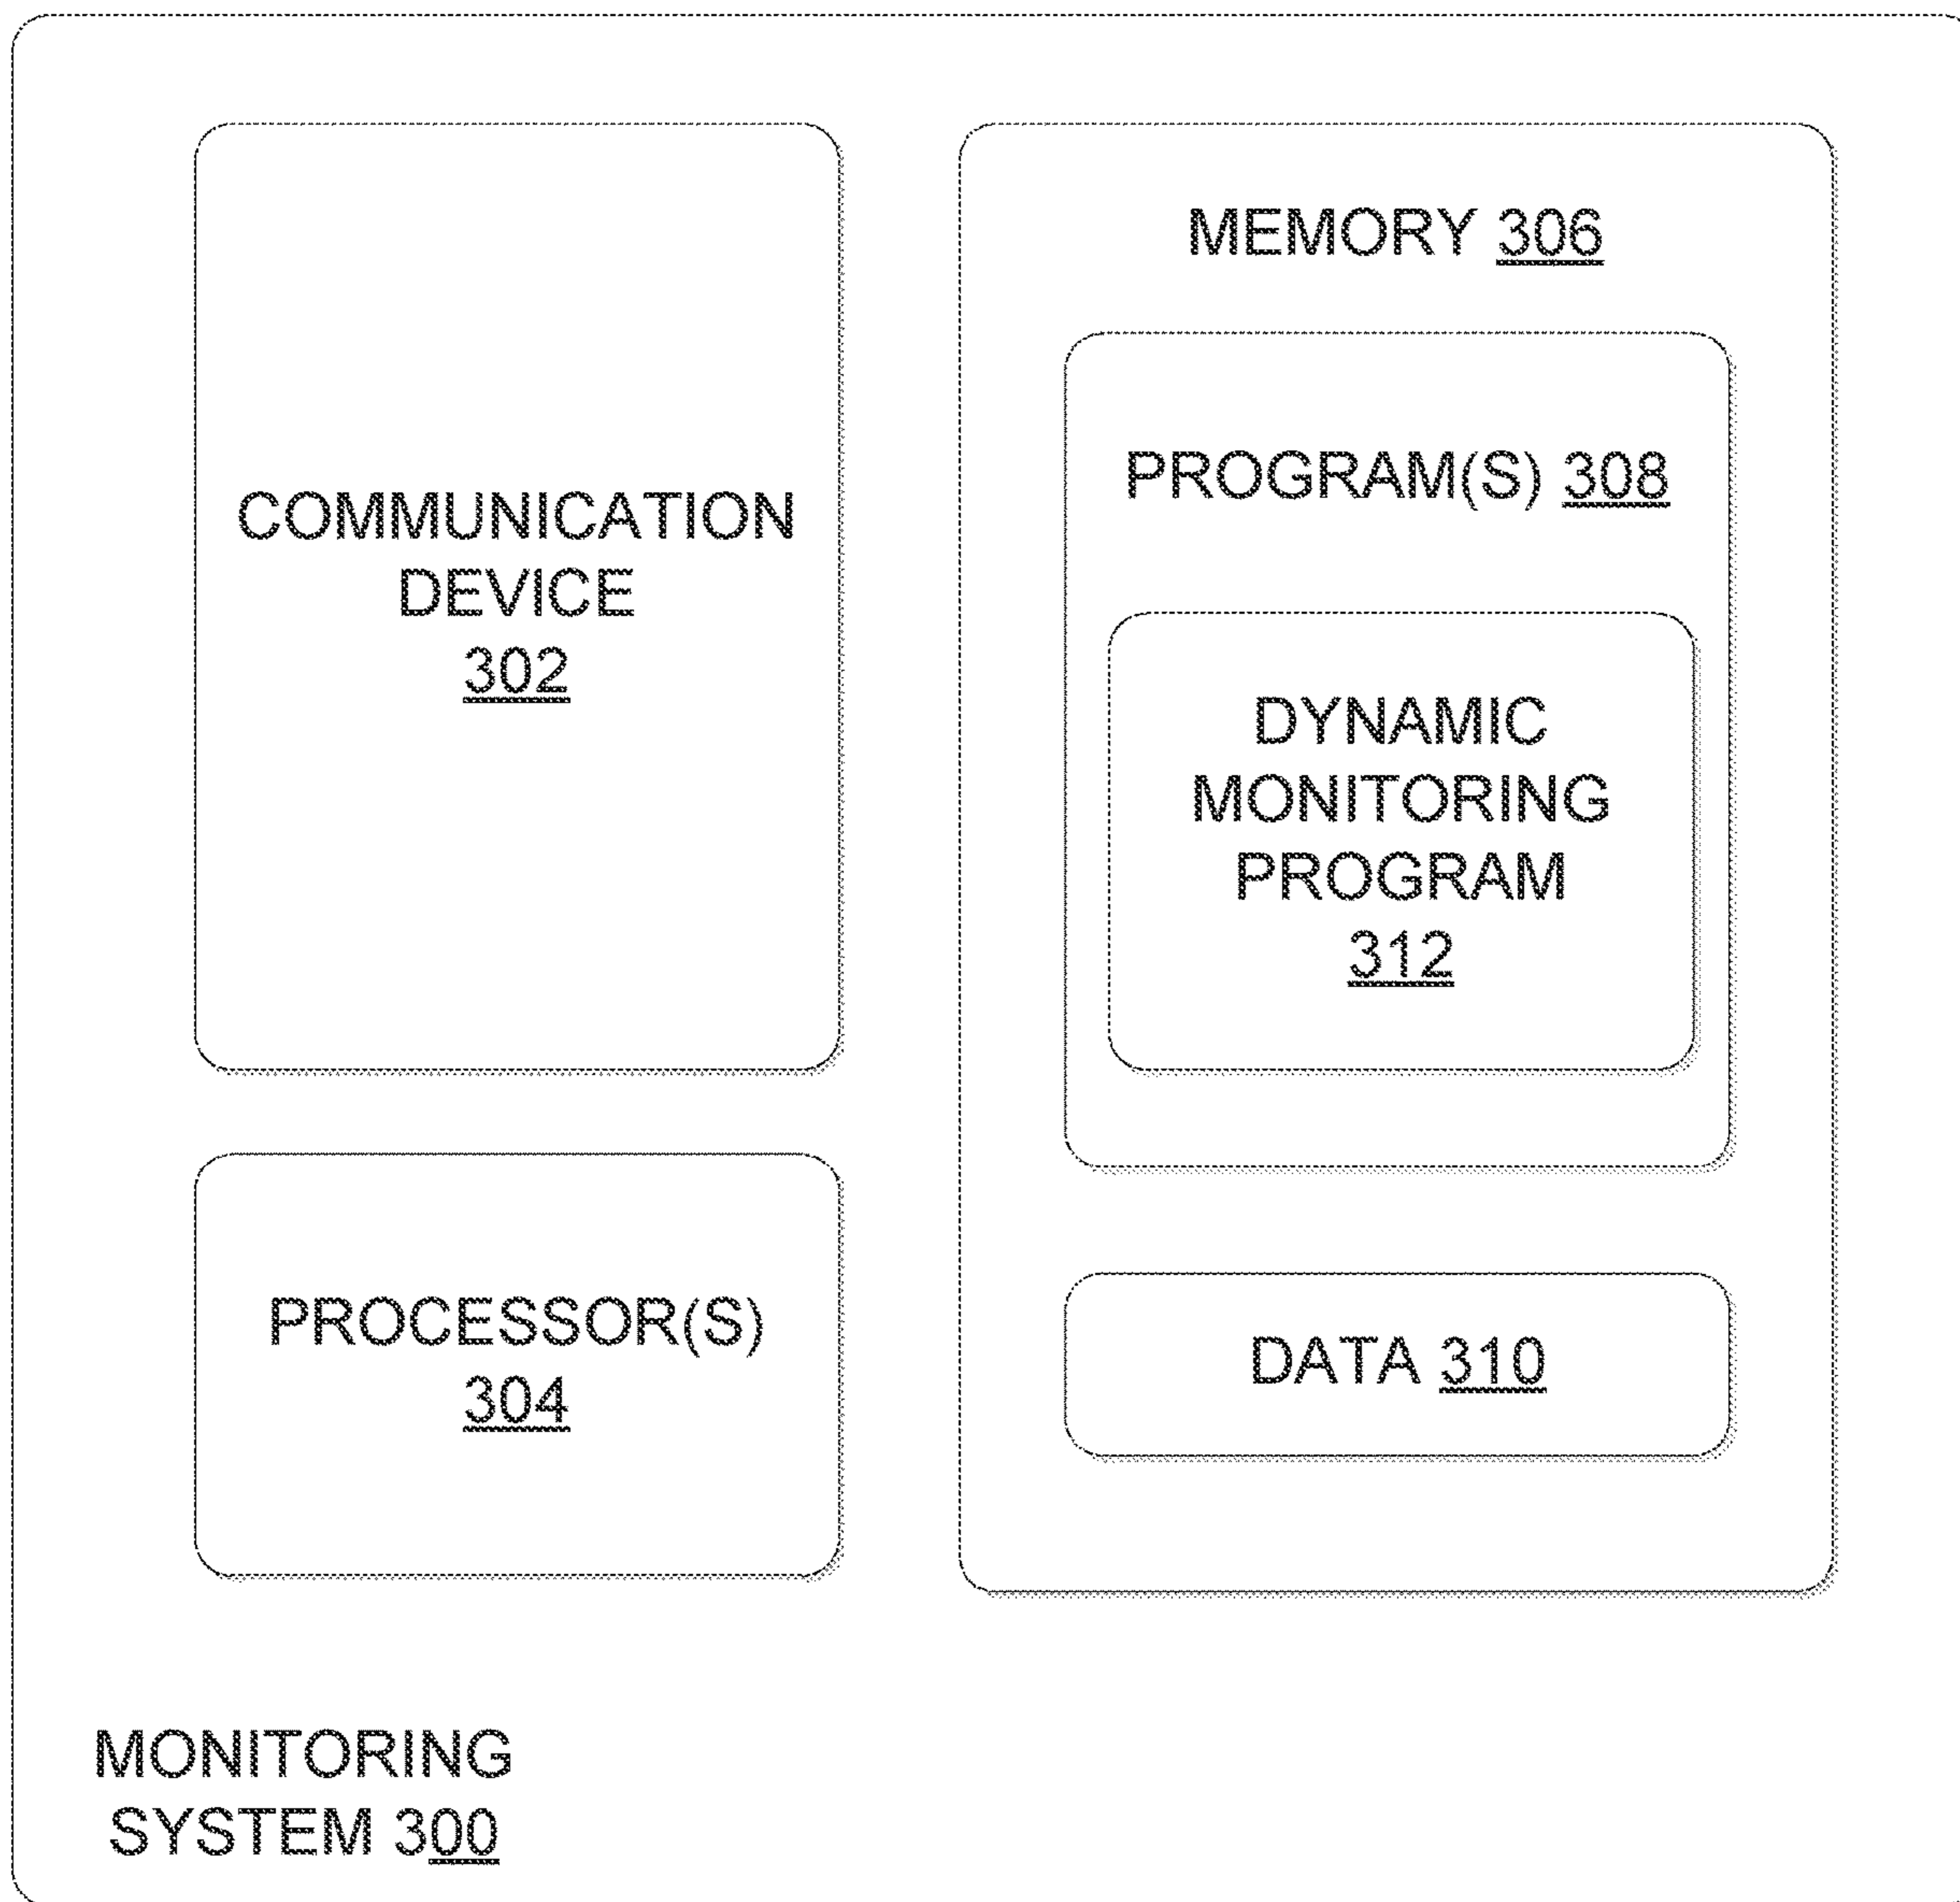 COMMUNICATION
DEVICE
302
PROCESSOR(S)
304
MEMORY 306
PROGRAM(S) 308
DYNAMIC
MONITORING
PROGRAM
312
DATA 310
MONITORING
SYSTEM 300